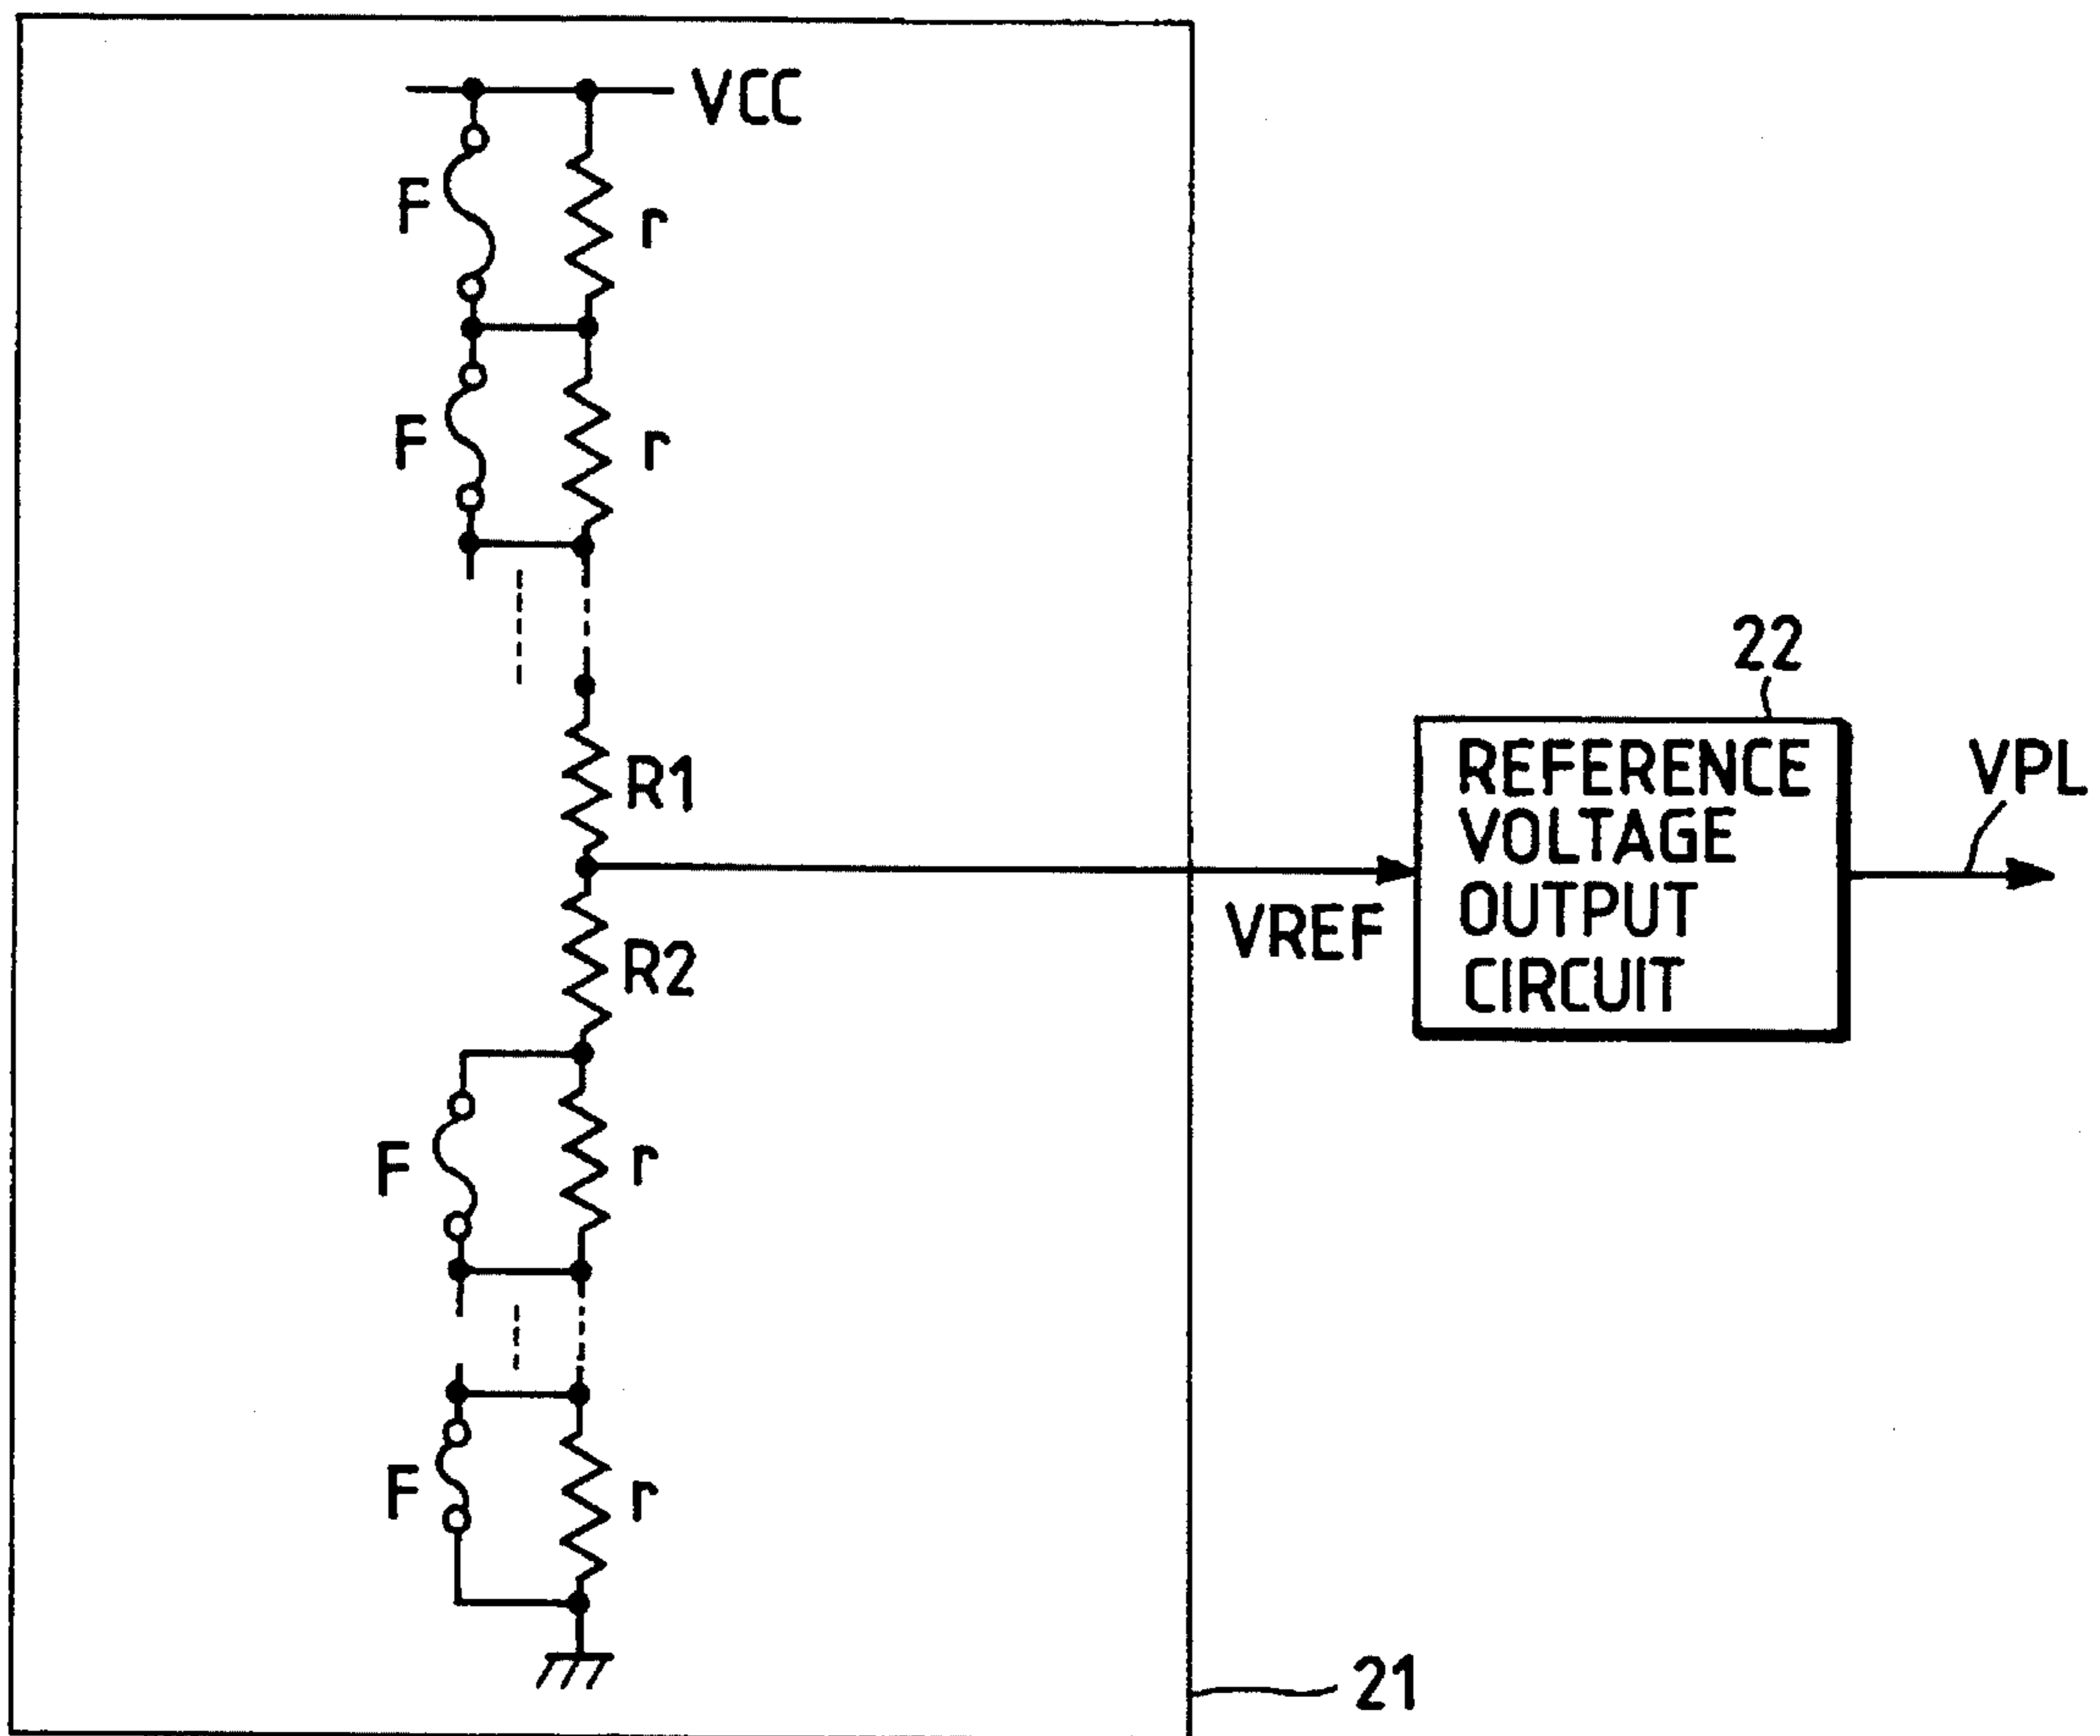 VCC
F
r
F
r
22
R1
REFERENCE
VOLTAGE
OUTPUT
CIRCUIT
VPL
VREF
R2
F
r
F
r
21